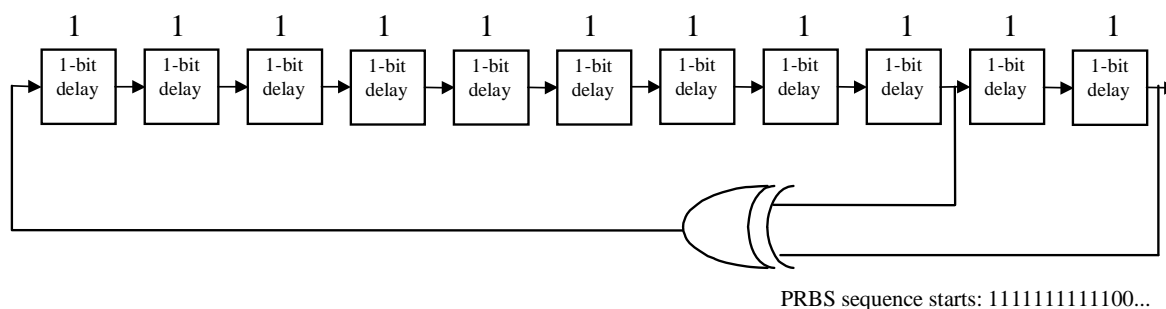 1 1 1 1 1 1 1 1 1 1 1
1-bit 1-bit 1-bit 1-bit 1-bit 1-bit 1-bit 1-bit 1-bit 1-bit 1-bit
delay delay delay delay delay delay delay delay delay delay delay
PRBS sequence starts: 1111111111100...